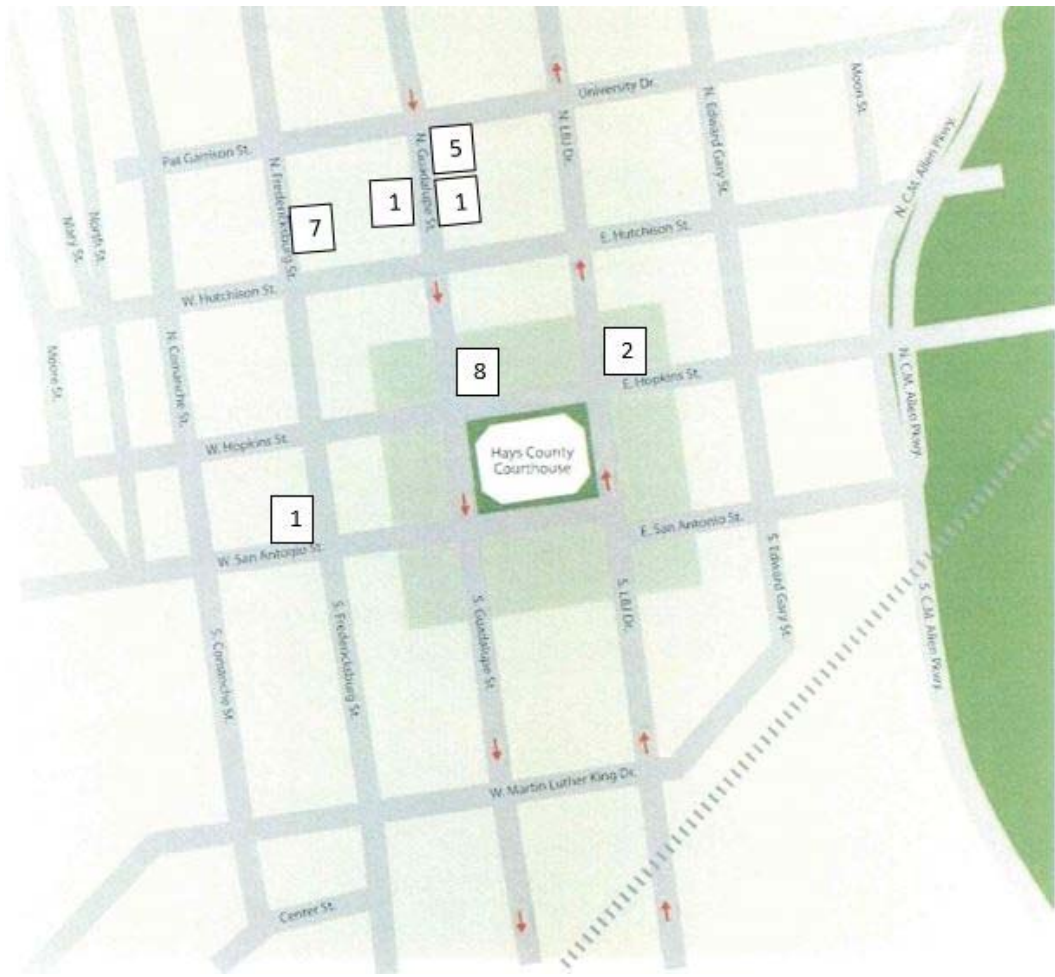 University Dr.
Moon St.
N. LBJ Dr.
N. Edward Gary St.
Pat Garrison St.
N. Guadalupe St.
5
N. C.M. Allen Pkwy.
N. Fredericksburg St.
1
1
7
Mary St.
North St.
E. Hutchison St.
W. Hutchison St.
N. Comanche St.
Moore St.
8
2
E. Hopkins St.
N. C.M. Allen Pkwy.
W. Hopkins St.
Hays County
Courthouse
1
E. San Antonio St.
W. San Antonio St.
S. Edward Gary St.
S. LBJ Dr.
S. Guadalupe St.
S. Fredericksburg St.
S. Comanche St.
S. C.M. Allen Pkwy.
W. Martin Luther King Dr.
Center St.